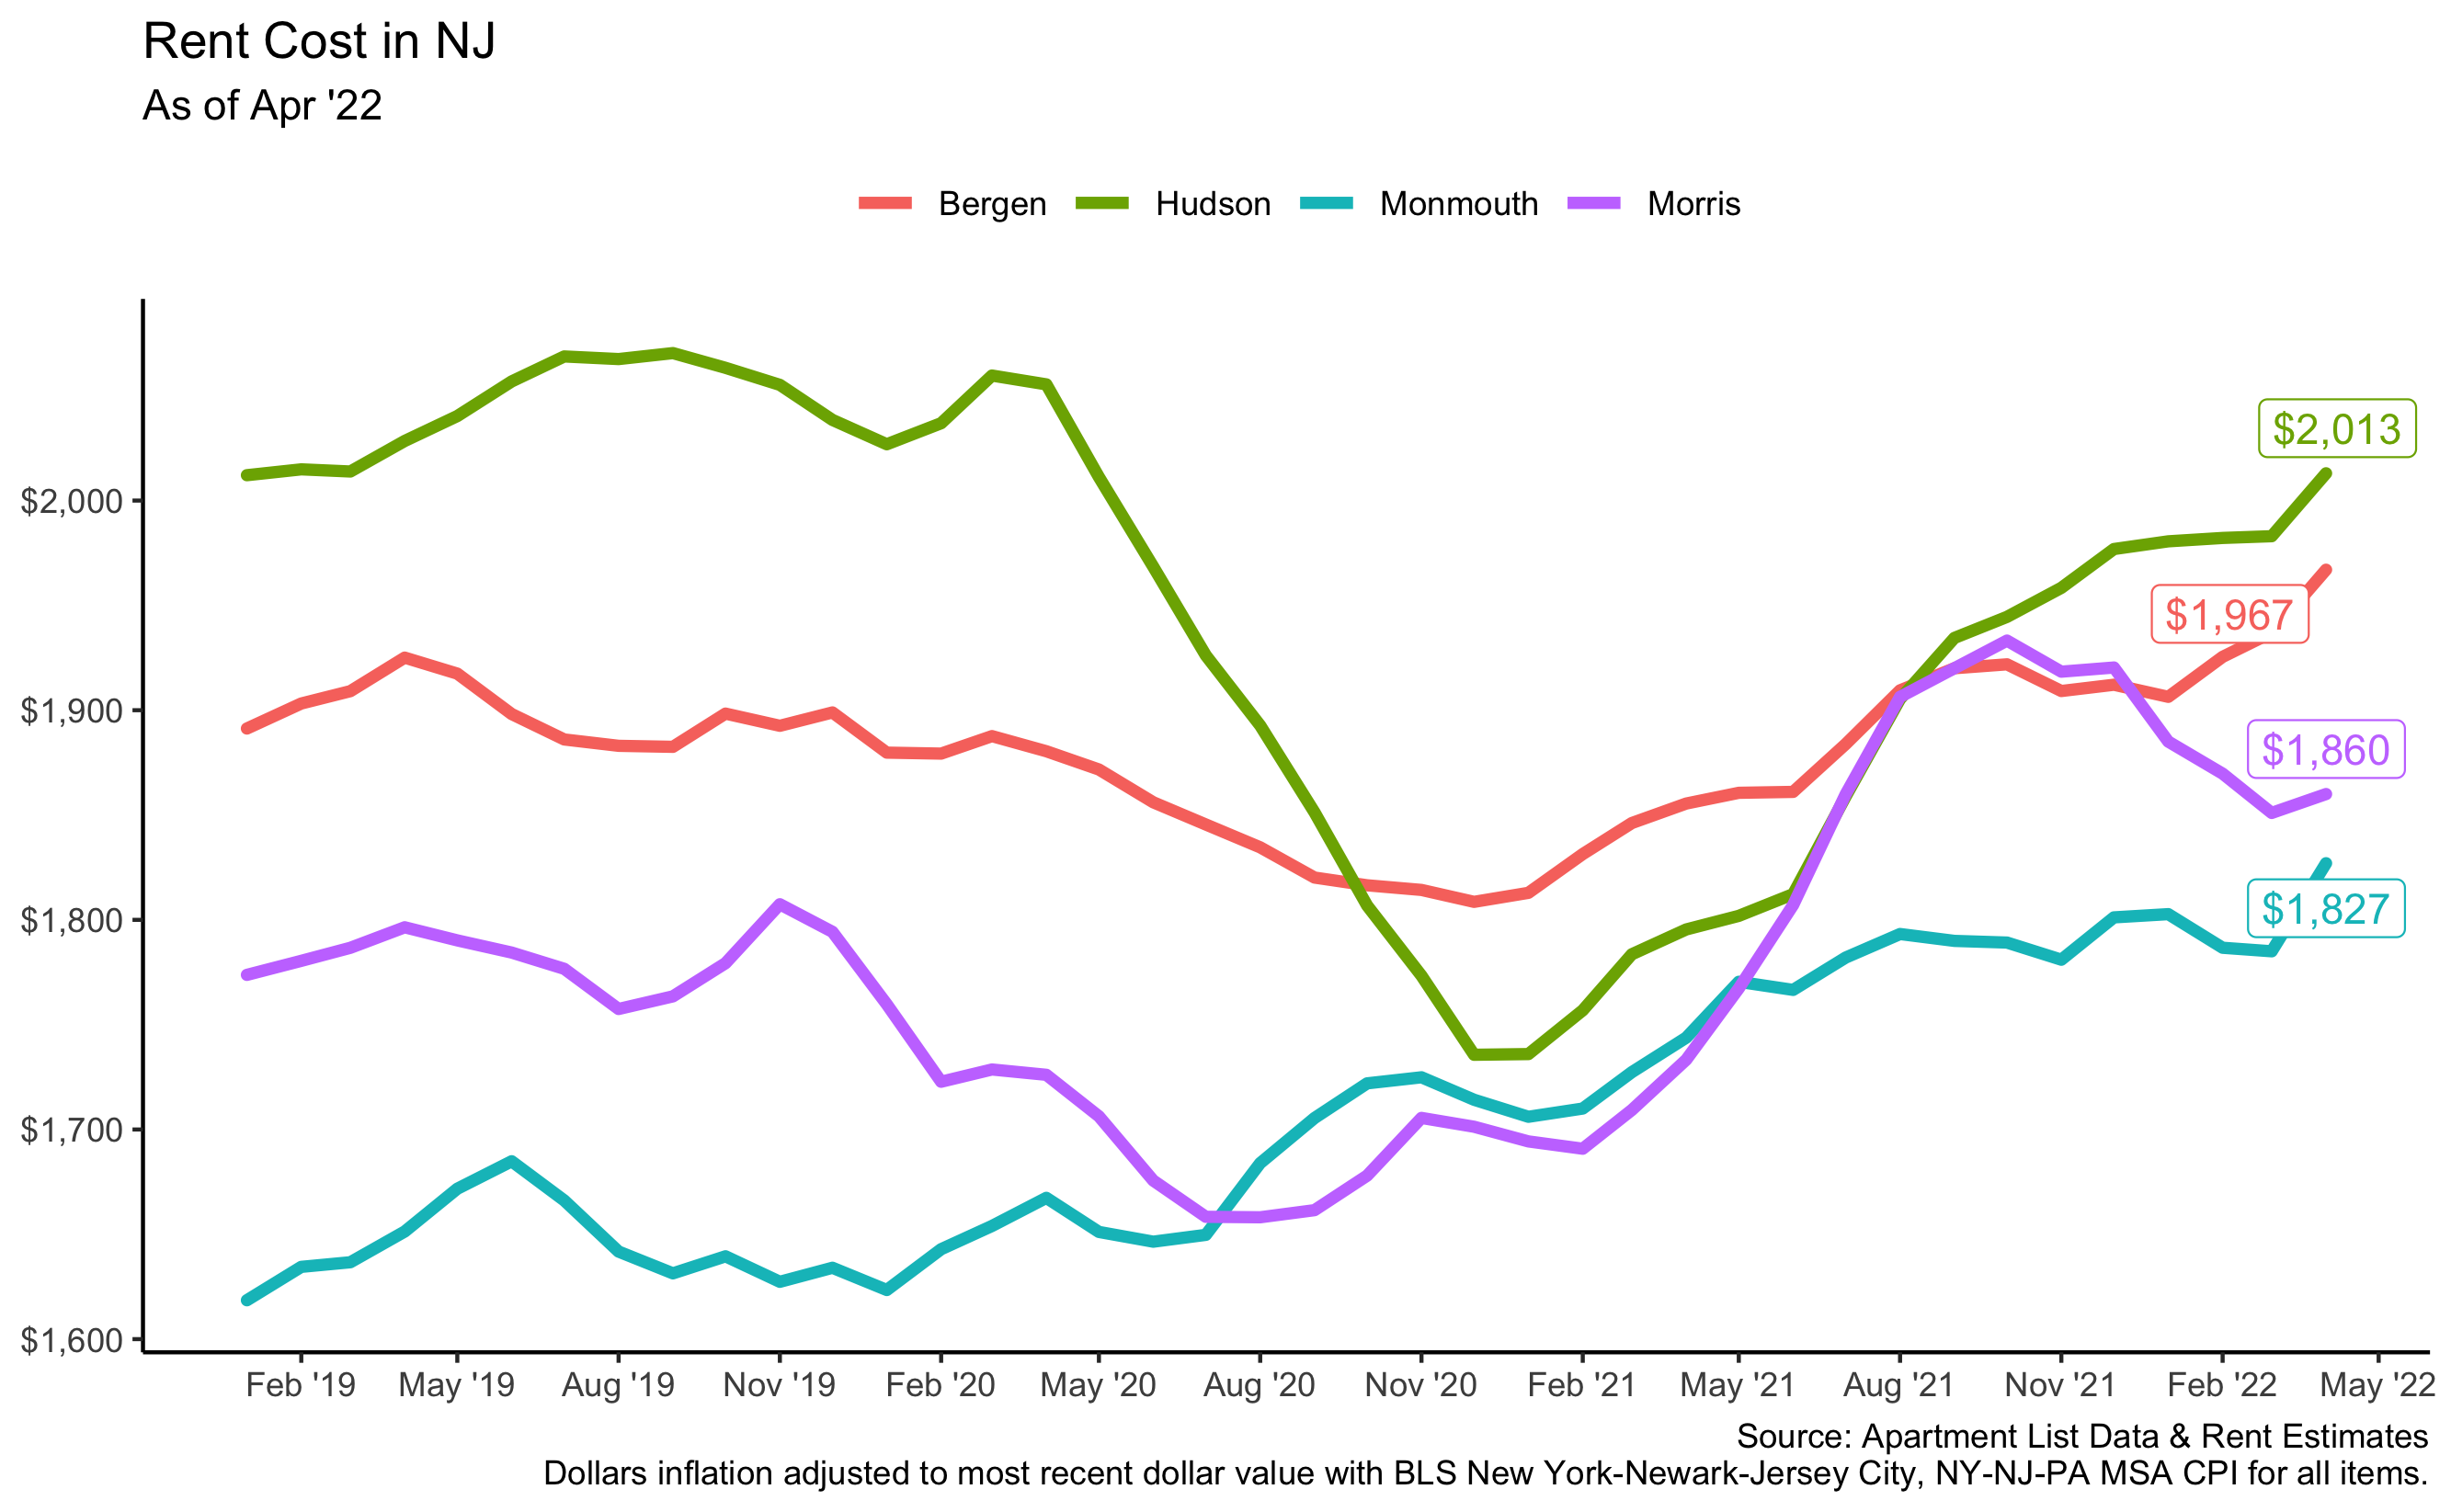 Rent Cost in NJ
As of Apr '22
Bergen Hudson Monmouth Morris
$2,013
$2,000
$1,967
$1,900
$1,860
$1,800
$1,827
$1,700
$1,600
Feb '19 May '19 Aug '19 Nov '19 Feb '20 May '20 Aug '20 Nov '20 Feb '21 May '21 Aug '21 Nov '21 Feb '22 May '22
Source: Apartment List Data & Rent Estimates
Dollars inflation adjusted to most recent dollar value with BLS New York-Newark-Jersey City, NY-NJ-PA MSA CPI for all items.